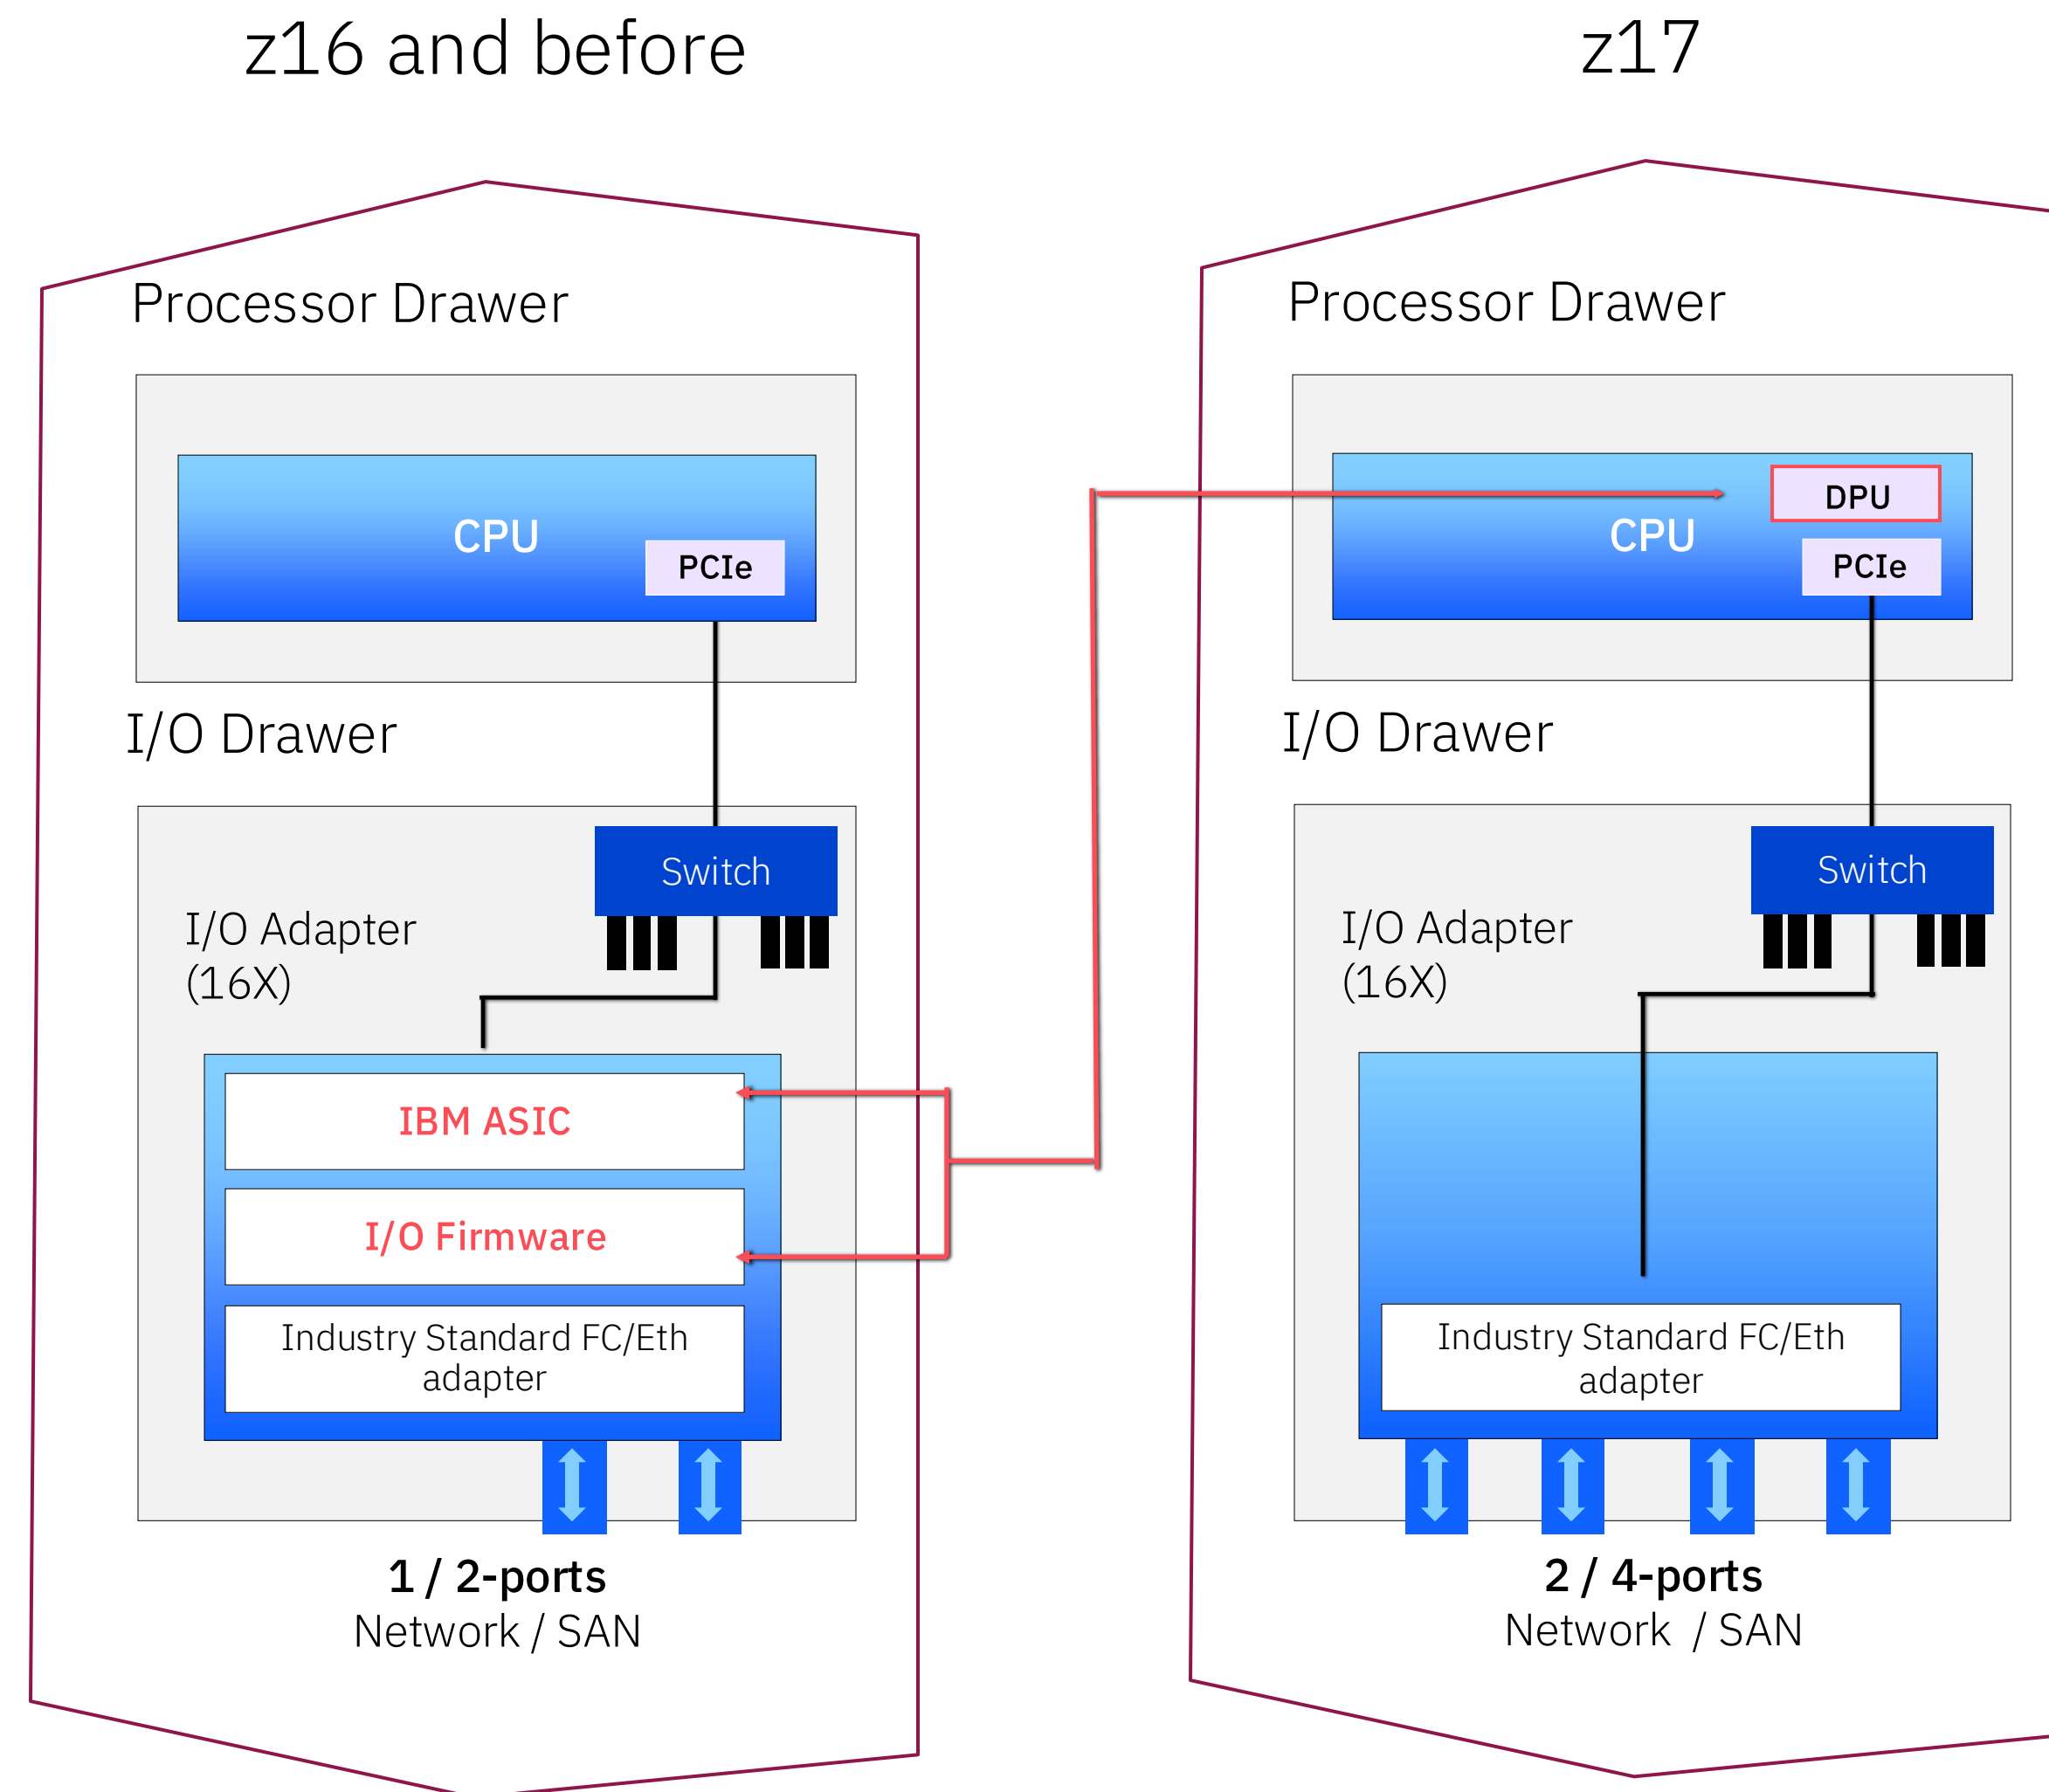 z16 and before
Processor Drawer
CPU
PCIe
I/O Drawer
Switch
I/O Adapter
(16X)
IBM ASIC
I/O Firmware
Industry Standard FC/Eth
adapter
1 / 2-ports
Network / SAN
z17
Processor Drawer
DPU
CPU
PCIe
I/O Drawer
Switch
I/O Adapter
(16X)
Industry Standard FC/Eth
adapter
2 / 4-ports
Network / SAN